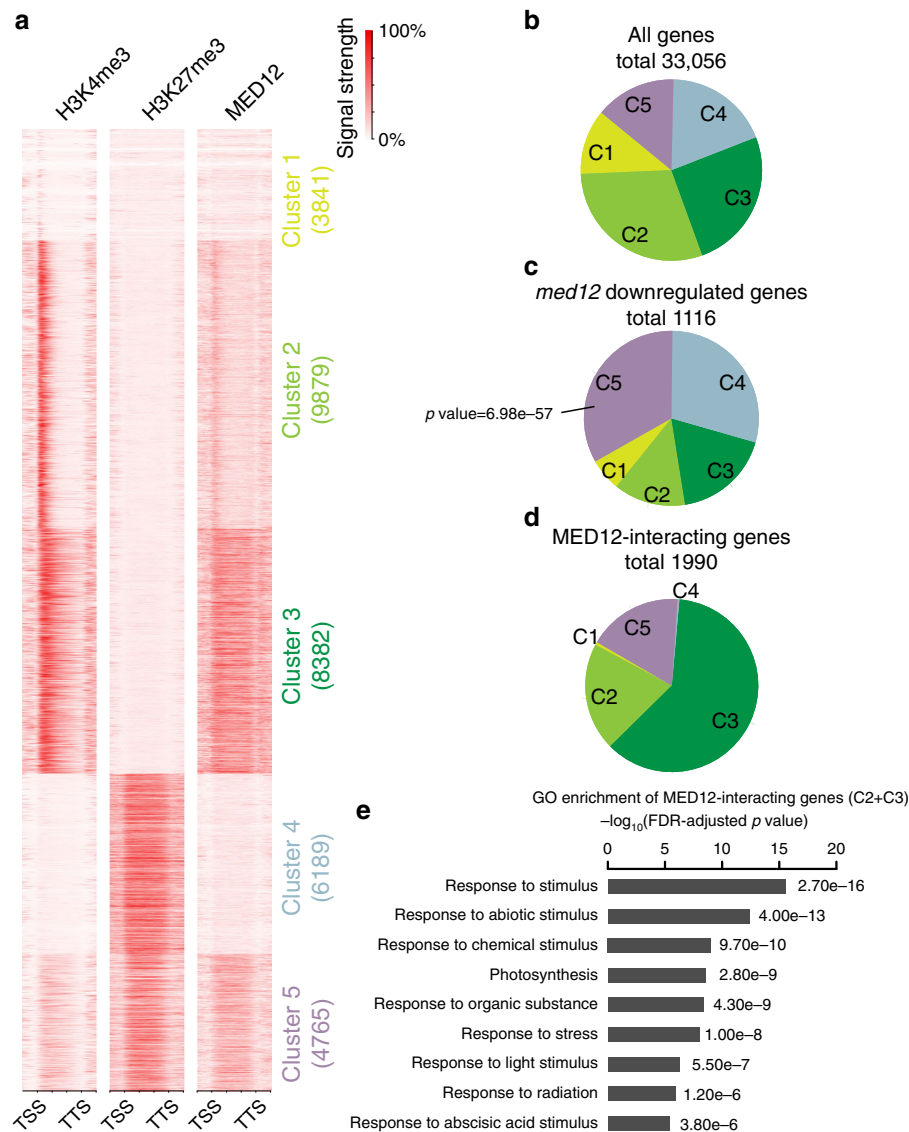 a
H3K4me3
H3K27me3
MED12
Signal strength
100%
0%
Cluster 1
(3841)
Cluster 2
(9879)
Cluster 3
(8382)
Cluster 4
(6189)
Cluster 5
(4765)
TSS
TTS
TSS
TTS
TSS
TTS
b
All genes
total 33,056
C5
C4
C1
C3
C2
c
med12 downregulated genes
total 1116
C5
C4
p value=6.98e–57
C1
C3
C2
d
MED12-interacting genes
total 1990
C4
C5
C1
C2
C3
e
GO enrichment of MED12-interacting genes (C2+C3)
–log10(FDR-adjusted p value)
0 5 10 15 20
Response to stimulus 2.70e–16
Response to abiotic stimulus 4.00e–13
Response to chemical stimulus 9.70e–10
Photosynthesis 2.80e–9
Response to organic substance 4.30e–9
Response to stress 1.00e–8
Response to light stimulus 5.50e–7
Response to radiation 1.20e–6
Response to abscisic acid stimulus 3.80e–6